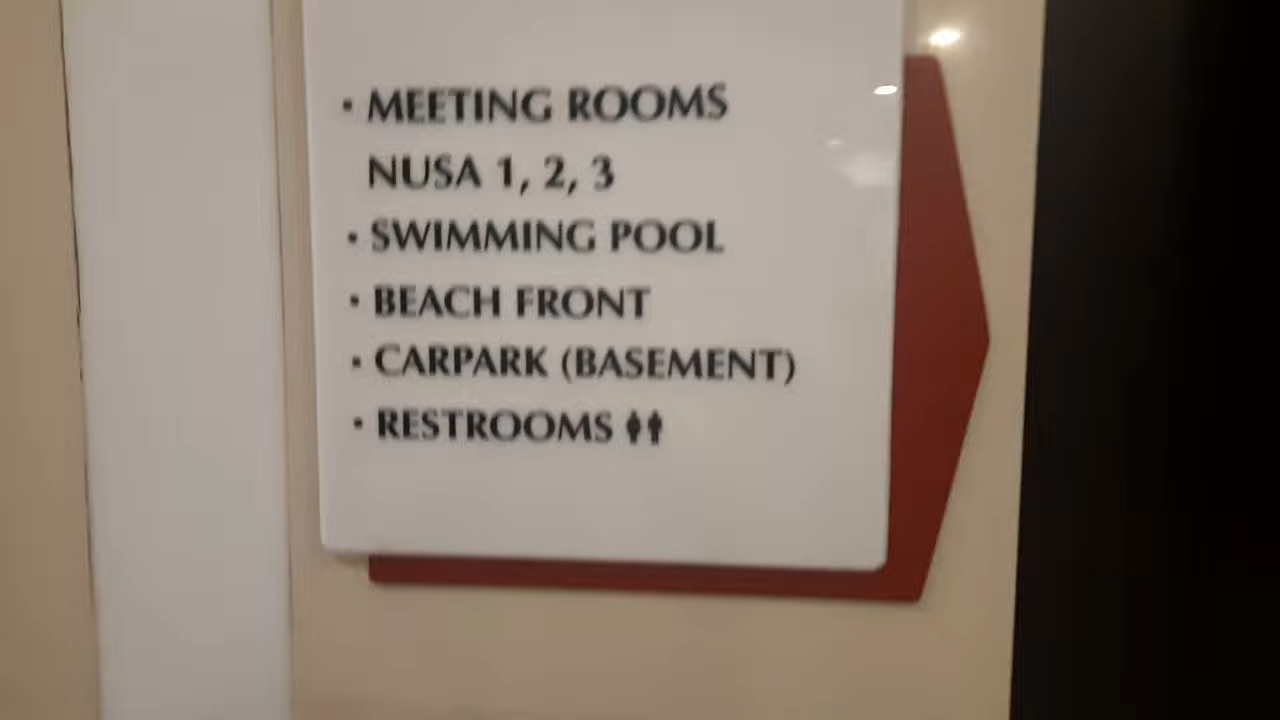 • MEETING ROOMS
NUSA 1, 2, 3
• SWIMMING POOL
• BEACH FRONT
• CARPARK (BASEMENT)
• RESTROOMS